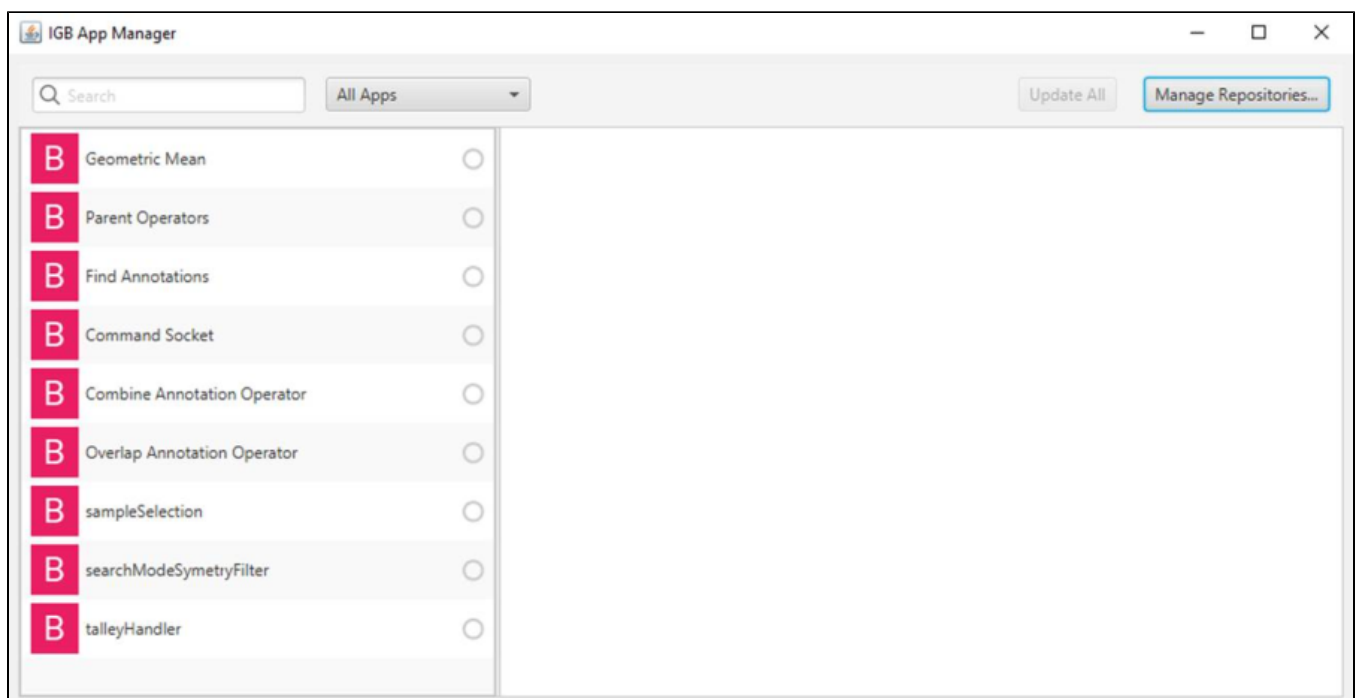 IGB App Manager
Search All Apps Update All Manage Repositories...
B Geometric Mean
B Parent Operators
B Find Annotations
B Command Socket
B Combine Annotation Operator
B Overlap Annotation Operator
B sampleSelection
B searchModeSymetryFilter
B talleyHandler